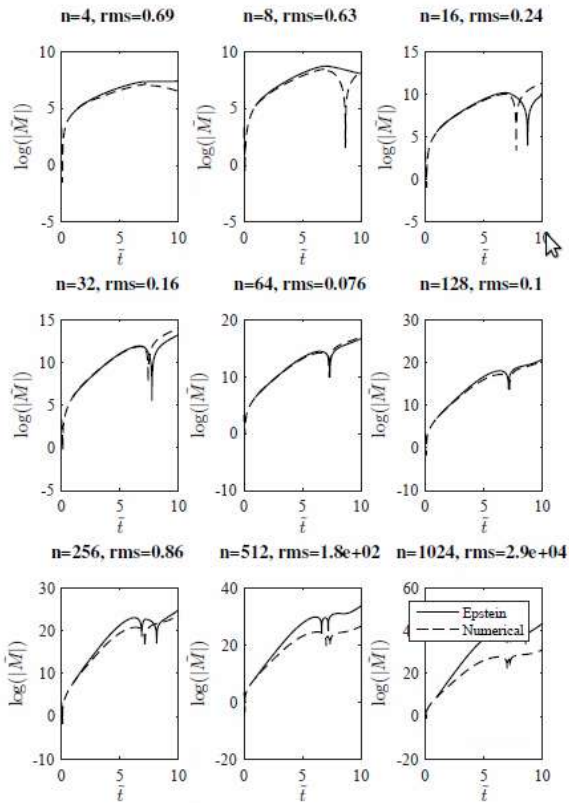 n=4, rms=0.69
n=8, rms=0.63
n=16, rms=0.24
10
5
0
-5
log(|M̃|)
0 5 10
t̃
10
5
0
-5
log(|M̃|)
0 5 10
t̃
15
10
5
0
-5
log(|M̃|)
0 5 10
t̃
n=32, rms=0.16
n=64, rms=0.076
n=128, rms=0.1
15
10
5
0
-5
log(|M̃|)
0 5 10
t̃
20
10
0
-10
log(|M̃|)
0 5 10
t̃
30
20
10
0
-10
log(|M̃|)
0 5 10
t̃
n=256, rms=0.86
n=512, rms=1.8e+02
n=1024, rms=2.9e+04
30
20
10
0
-10
log(|M̃|)
0 5 10
t̃
40
20
0
-20
log(|M̃|)
0 5 10
t̃
60
40
20
0
-20
log(|M̃|)
Epstein
Numerical
0 5 10
t̃